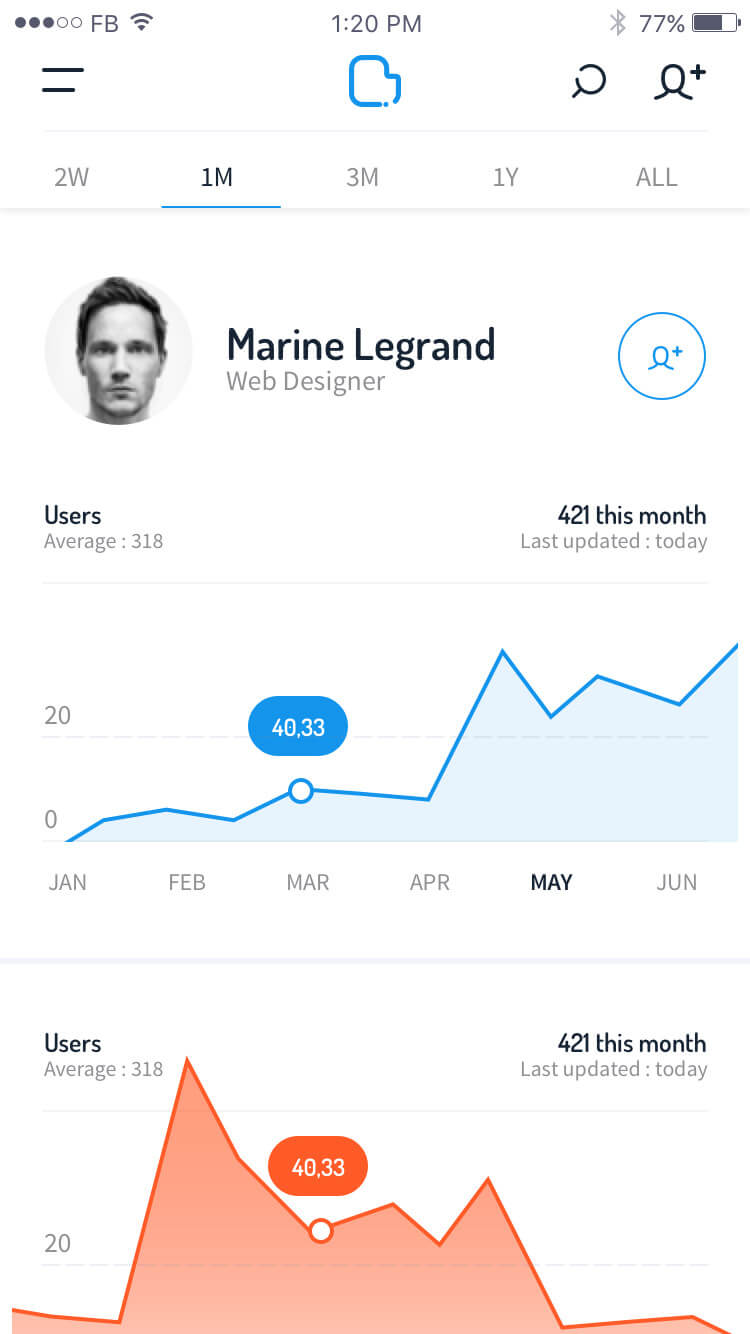 FB 1:20 PM 77%
2W 1M 3M 1Y ALL
Marine Legrand
Web Designer
Users 421 this month
Average : 318 Last updated : today
20
40,33
0
JAN FEB MAR APR MAY JUN
Users 421 this month
Average : 318 Last updated : today
40,33
20